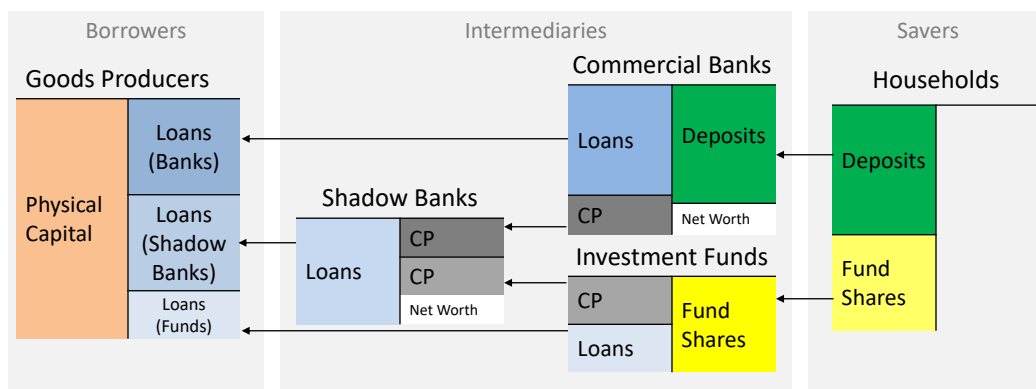 Borrowers
Intermediaries
Savers
Goods Producers
Commercial Banks
Households
Loans
(Banks)
Loans
Deposits
Deposits
Physical
Capital
Loans
(Shadow
Banks)
Shadow Banks
CP
Net Worth
Loans
CP
CP
Net Worth
Investment Funds
CP
Fund
Shares
Fund
Shares
Loans
(Funds)
Loans